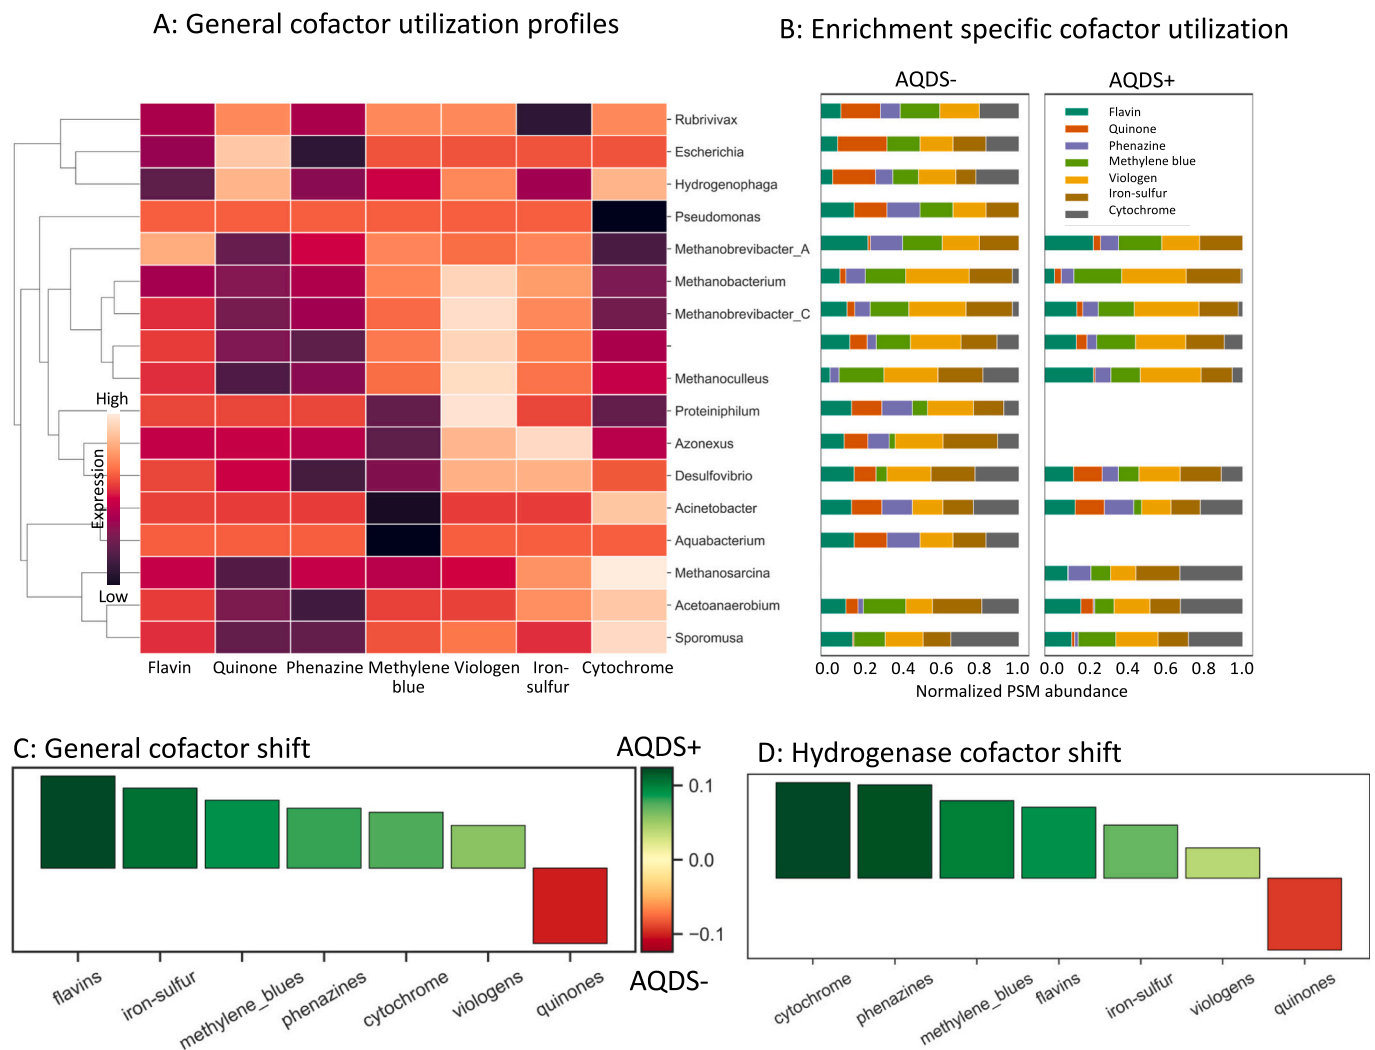 A: General cofactor utilization profiles
B: Enrichment specific cofactor utilization
AQDS-
AQDS+
Rubrivivax
Escherichia
Hydrogenophaga
Pseudomonas
Methanobrevibacter_A
Methanobacterium
Methanobrevibacter_C
Methanoculleus
Proteiniphilum
Azonexus
Desulfovibrio
Acinetobacter
Aquabacterium
Methanosarcina
Acetoanaerobium
Sporomusa
High
Expression
Low
Flavin
Quinone
Phenazine
Methylene
blue
Viologen
Iron-
sulfur
Cytochrome
Flavin
Quinone
Phenazine
Methylene blue
Viologen
Iron-sulfur
Cytochrome
0.0 0.2 0.4 0.6 0.8 1.0
0.0 0.2 0.4 0.6 0.8 1.0
Normalized PSM abundance
C: General cofactor shift
AQDS+
0.1
0.0
−0.1
AQDS-
flavins
iron-sulfur
methylene_blues
phenazines
cytochrome
viologens
quinones
D: Hydrogenase cofactor shift
cytochrome
phenazines
methylene_blues
flavins
iron-sulfur
viologens
quinones